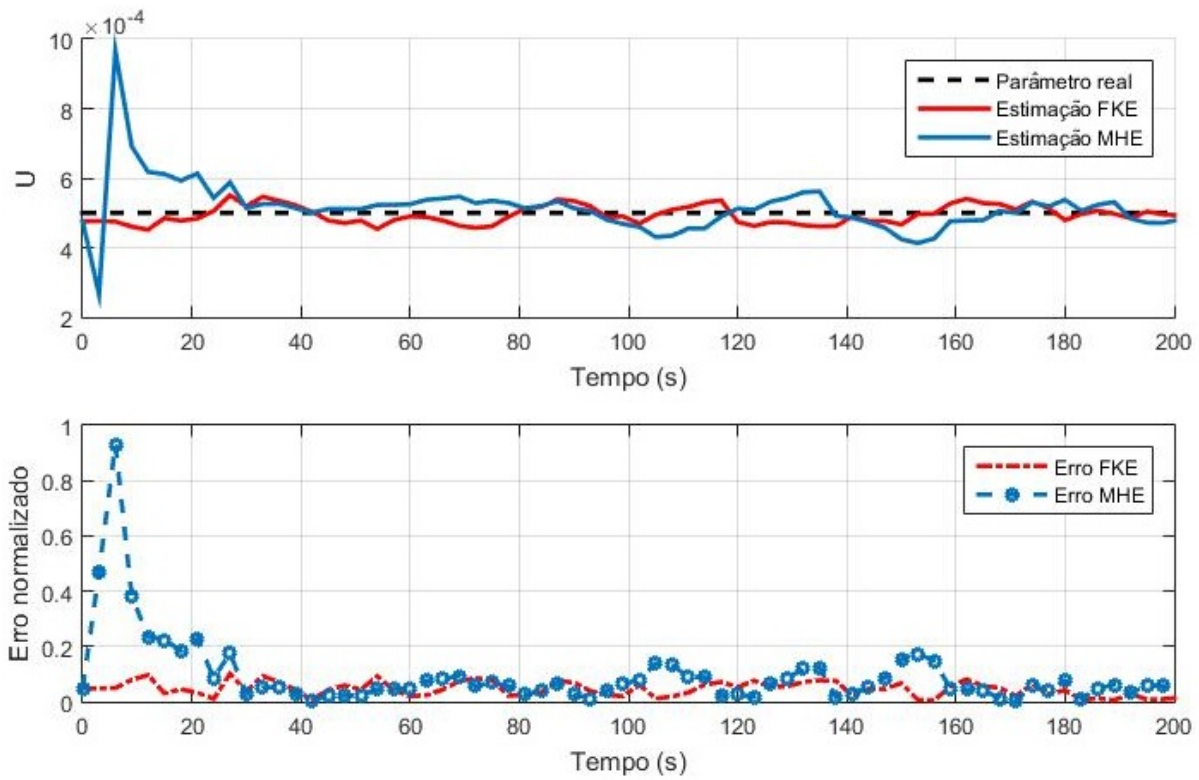 ×10⁻⁴
10
8
6
4
2
U
Parâmetro real
Estimação FKE
Estimação MHE
0 20 40 60 80 100 120 140 160 180 200
Tempo (s)
1
0.8
0.6
0.4
0.2
0
Erro normalizado
Erro FKE
Erro MHE
0 20 40 60 80 100 120 140 160 180 200
Tempo (s)